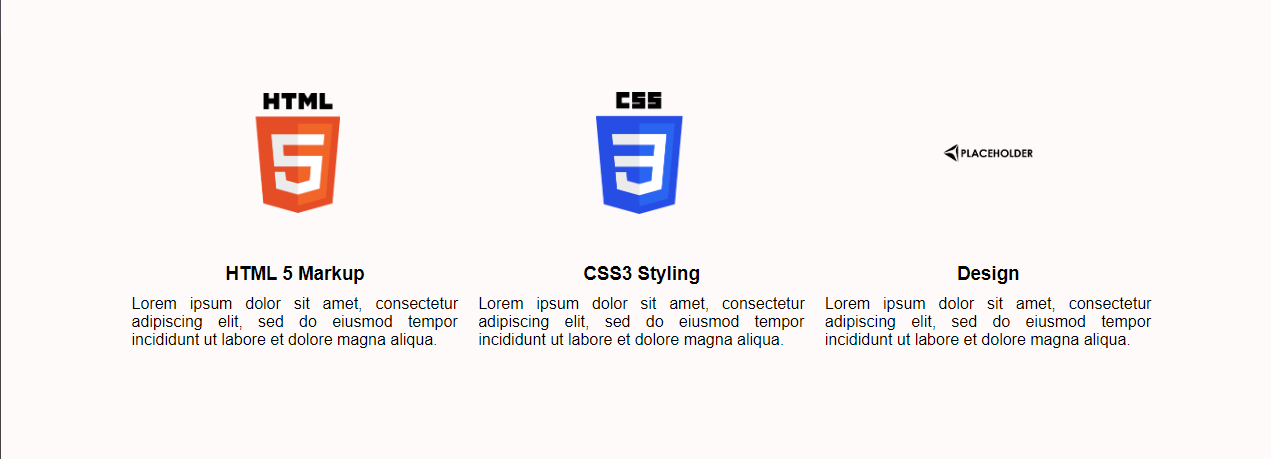 HTML
5
CSS
3
PLACEHOLDER
HTML 5 Markup
CSS3 Styling
Design
Lorem ipsum dolor sit amet, consectetur
adipiscing elit, sed do eiusmod tempor
incididunt ut labore et dolore magna aliqua.
Lorem ipsum dolor sit amet, consectetur
adipiscing elit, sed do eiusmod tempor
incididunt ut labore et dolore magna aliqua.
Lorem ipsum dolor sit amet, consectetur
adipiscing elit, sed do eiusmod tempor
incididunt ut labore et dolore magna aliqua.